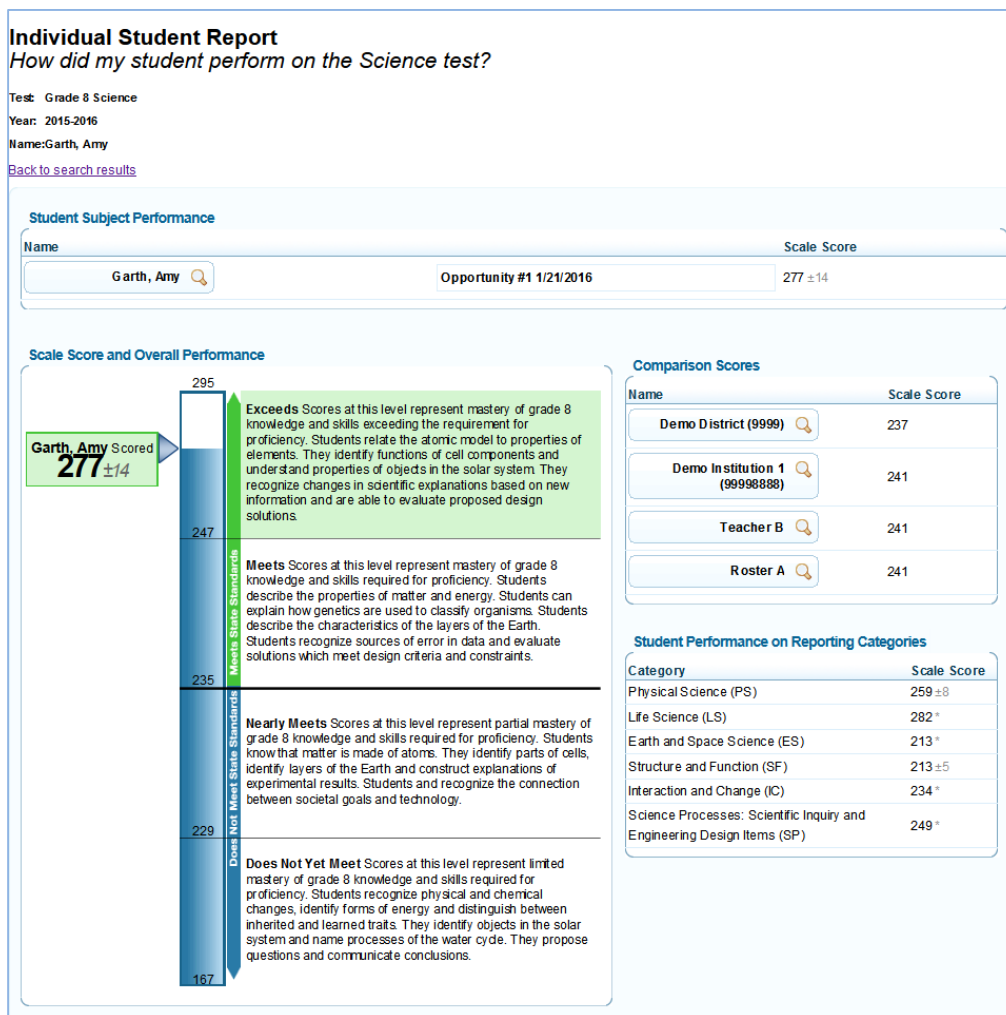 Individual Student Report
How did my student perform on the Science test?
Test: Grade 8 Science
Year: 2015-2016
Name:Garth, Amy
Back to search results
Student Subject Performance
Name Scale Score
Garth, Amy Opportunity #1 1/21/2016 277 ±14
Scale Score and Overall Performance
295
Garth, Amy Scored
277±14
247
235
229
167
Meets State Standards
Does Not Meet State Standards
Exceeds Scores at this level represent mastery of grade 8
knowledge and skills exceeding the requirement for
proficiency. Students relate the atomic model to properties of
elements. They identify functions of cell components and
understand properties of objects in the solar system. They
recognize changes in scientific explanations based on new
information and are able to evaluate proposed design
solutions.
Meets Scores at this level represent mastery of grade 8
knowledge and skills required for proficiency. Students
describe the properties of matter and energy. Students can
explain how genetics are used to classify organisms. Students
describe the characteristics of the layers of the Earth.
Students recognize sources of error in data and evaluate
solutions which meet design criteria and constraints.
Nearly Meets Scores at this level represent partial mastery of
grade 8 knowledge and skills required for proficiency. Students
know that matter is made of atoms. They identify parts of cells,
identify layers of the Earth and construct explanations of
experimental results. Students and recognize the connection
between societal goals and technology.
Does Not Yet Meet Scores at this level represent limited
mastery of grade 8 knowledge and skills required for
proficiency. Students recognize physical and chemical
changes, identify forms of energy and distinguish between
inherited and learned traits. They identify objects in the solar
system and name processes of the water cycle. They propose
questions and communicate conclusions.
Comparison Scores
Name Scale Score
Demo District (9999) 237
Demo Institution 1
(99998888) 241
Teacher B 241
Roster A 241
Student Performance on Reporting Categories
Category Scale Score
Physical Science (PS) 259 ±8
Life Science (LS) 282 *
Earth and Space Science (ES) 213 *
Structure and Function (SF) 213 ±5
Interaction and Change (IC) 234 *
Science Processes: Scientific Inquiry and
Engineering Design Items (SP) 249 *